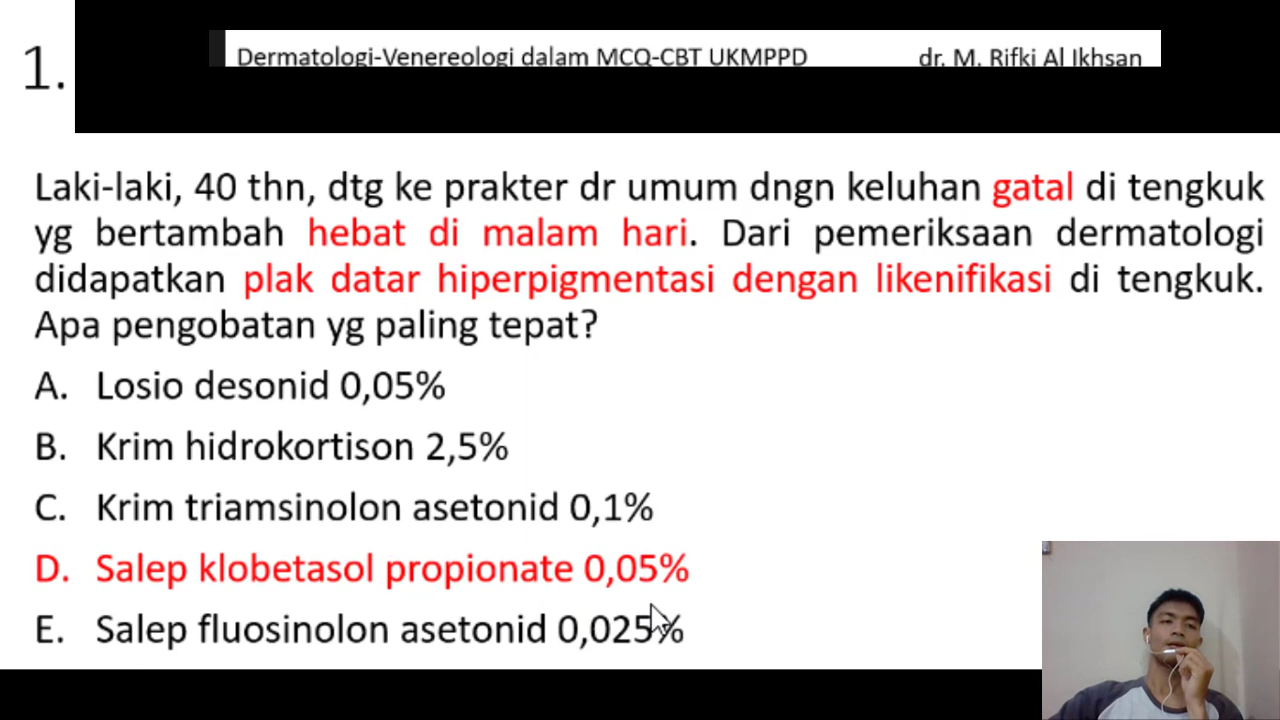 1.
Dermatologi-Venereologi dalam MCQ-CBT UKMPPD dr. M. Rifki Al Ikhsan
Laki-laki, 40 thn, dtg ke prakter dr umum dngn keluhan gatal di tengkuk
yg bertambah hebat di malam hari. Dari pemeriksaan dermatologi
didapatkan plak datar hiperpigmentasi dengan likenifikasi di tengkuk.
Apa pengobatan yg paling tepat?
A. Losio desonid 0,05%
B. Krim hidrokortison 2,5%
C. Krim triamsinolon asetonid 0,1%
D. Salep klobetasol propionate 0,05%
E. Salep fluosinolon asetonid 0,025%